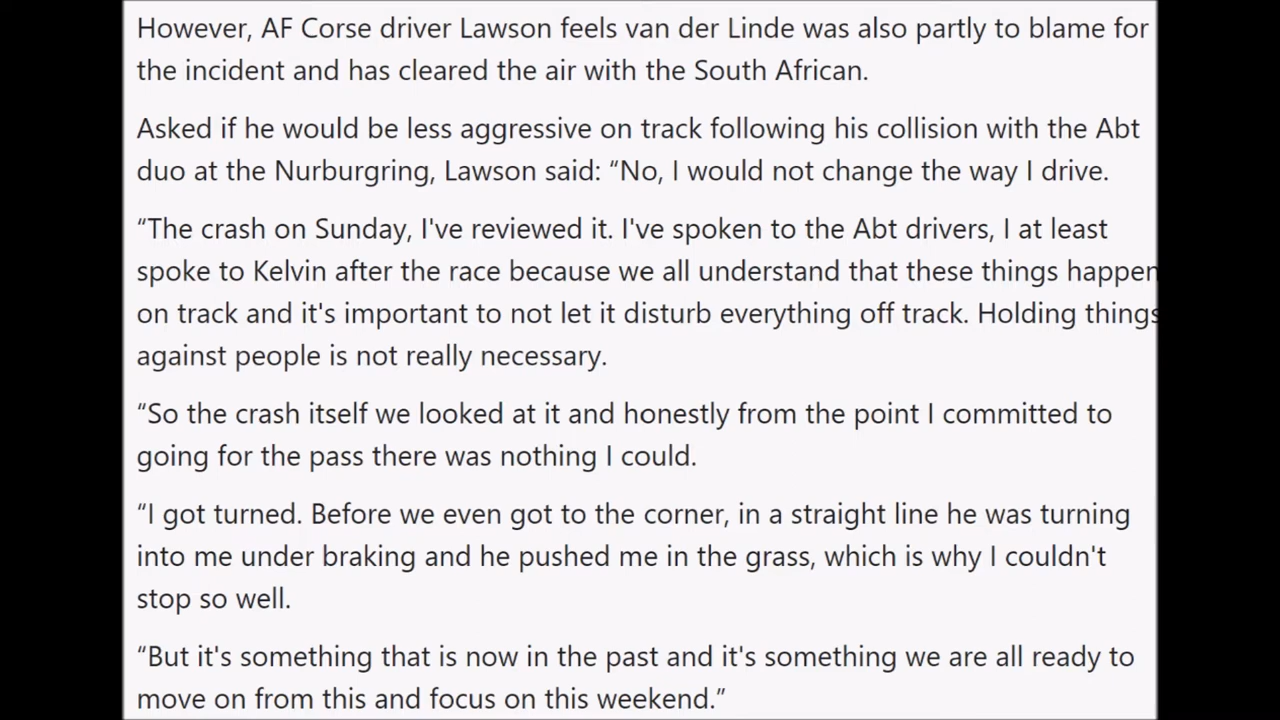 However, AF Corse driver Lawson feels van der Linde was also partly to blame for
the incident and has cleared the air with the South African.
Asked if he would be less aggressive on track following his collision with the Abt
duo at the Nurburgring, Lawson said: “No, I would not change the way I drive.
“The crash on Sunday, I've reviewed it. I've spoken to the Abt drivers, I at least
spoke to Kelvin after the race because we all understand that these things happen
on track and it's important to not let it disturb everything off track. Holding things
against people is not really necessary.
“So the crash itself we looked at it and honestly from the point I committed to
going for the pass there was nothing I could.
“I got turned. Before we even got to the corner, in a straight line he was turning
into me under braking and he pushed me in the grass, which is why I couldn't
stop so well.
“But it's something that is now in the past and it's something we are all ready to
move on from this and focus on this weekend.”